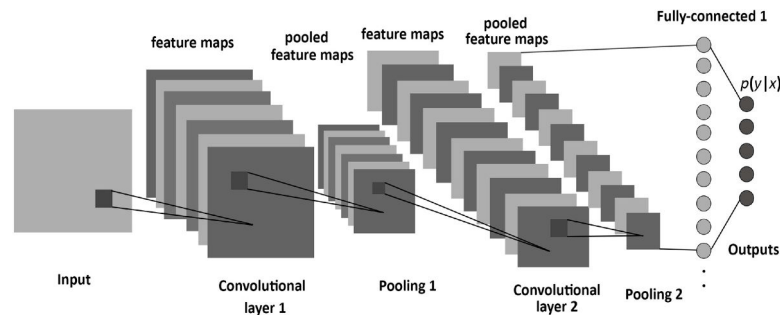 Fully-connected 1
feature maps
pooled
feature maps
feature maps
pooled
feature maps
p(y|x)
Outputs
Input
Convolutional
layer 1
Pooling 1
Convolutional
layer 2
Pooling 2